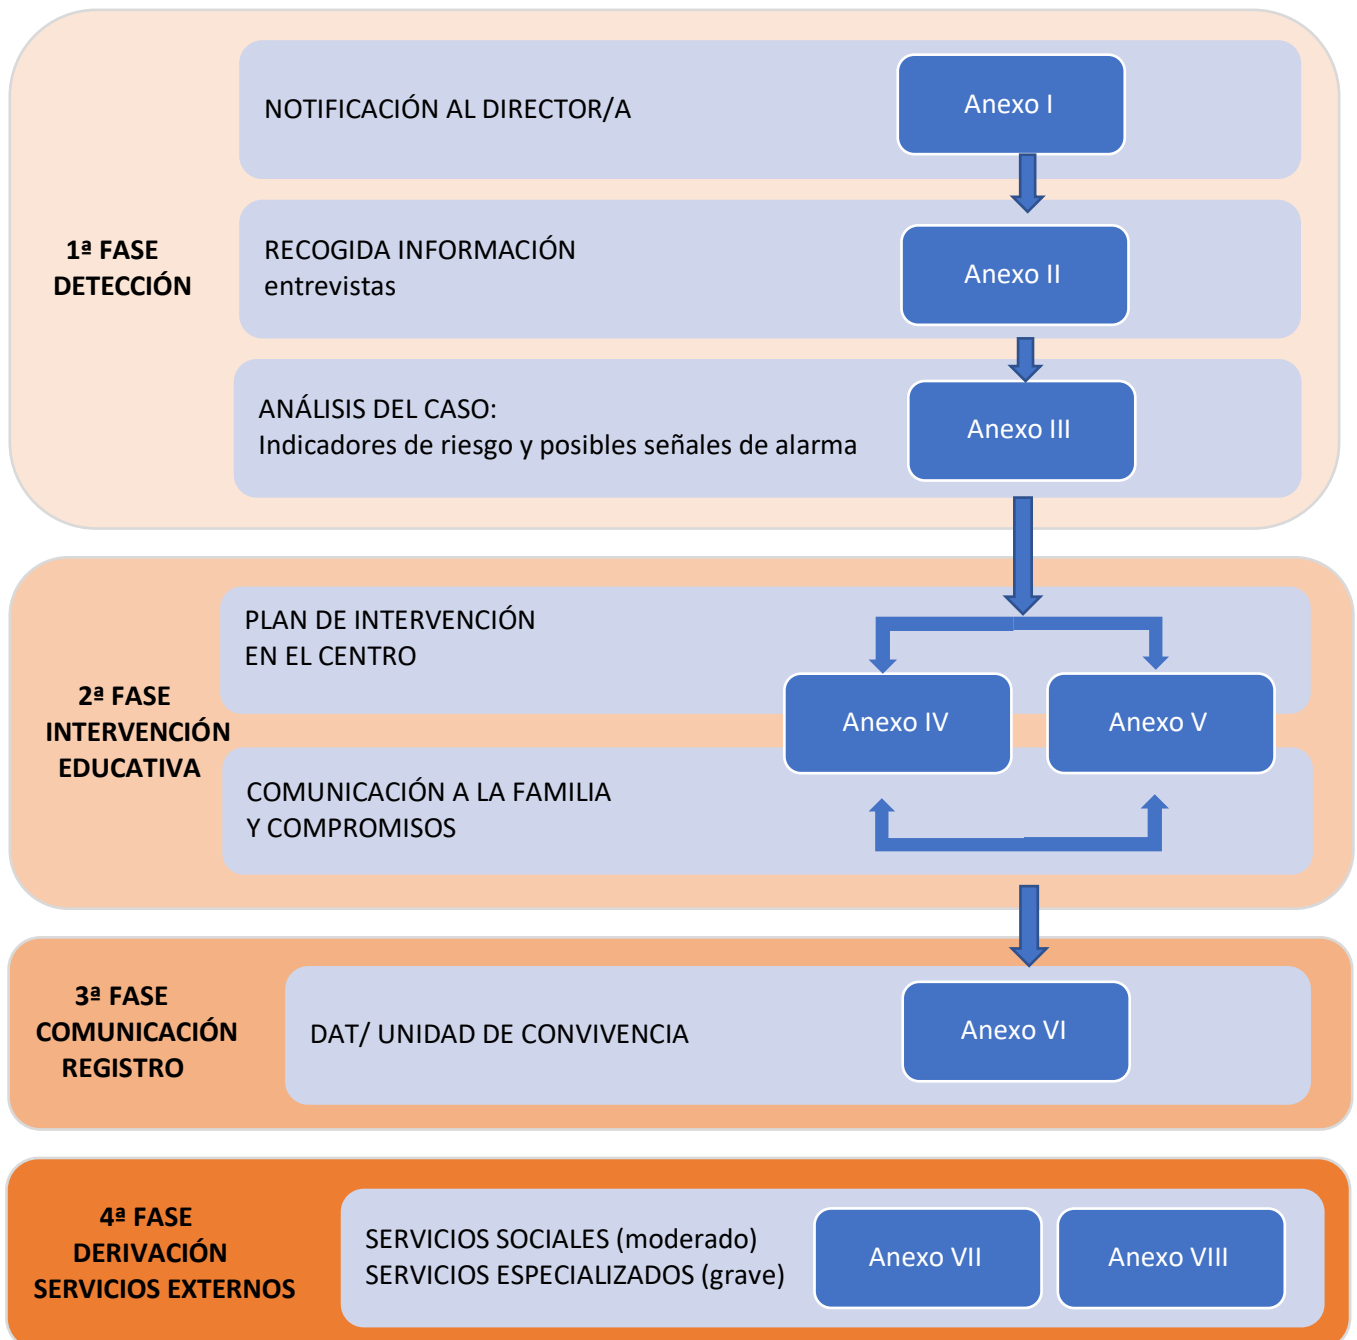 NOTIFICACIÓN AL DIRECTOR/A
Anexo I
1ª FASE
DETECCIÓN
RECOGIDA INFORMACIÓN
entrevistas
Anexo II
ANÁLISIS DEL CASO:
Indicadores de riesgo y posibles señales de alarma
Anexo III
2ª FASE
INTERVENCIÓN
EDUCATIVA
PLAN DE INTERVENCIÓN
EN EL CENTRO
Anexo IV
Anexo V
COMUNICACIÓN A LA FAMILIA
Y COMPROMISOS
3ª FASE
COMUNICACIÓN
REGISTRO
DAT/ UNIDAD DE CONVIVENCIA
Anexo VI
4ª FASE
DERIVACIÓN
SERVICIOS EXTERNOS
SERVICIOS SOCIALES (moderado)
SERVICIOS ESPECIALIZADOS (grave)
Anexo VII
Anexo VIII